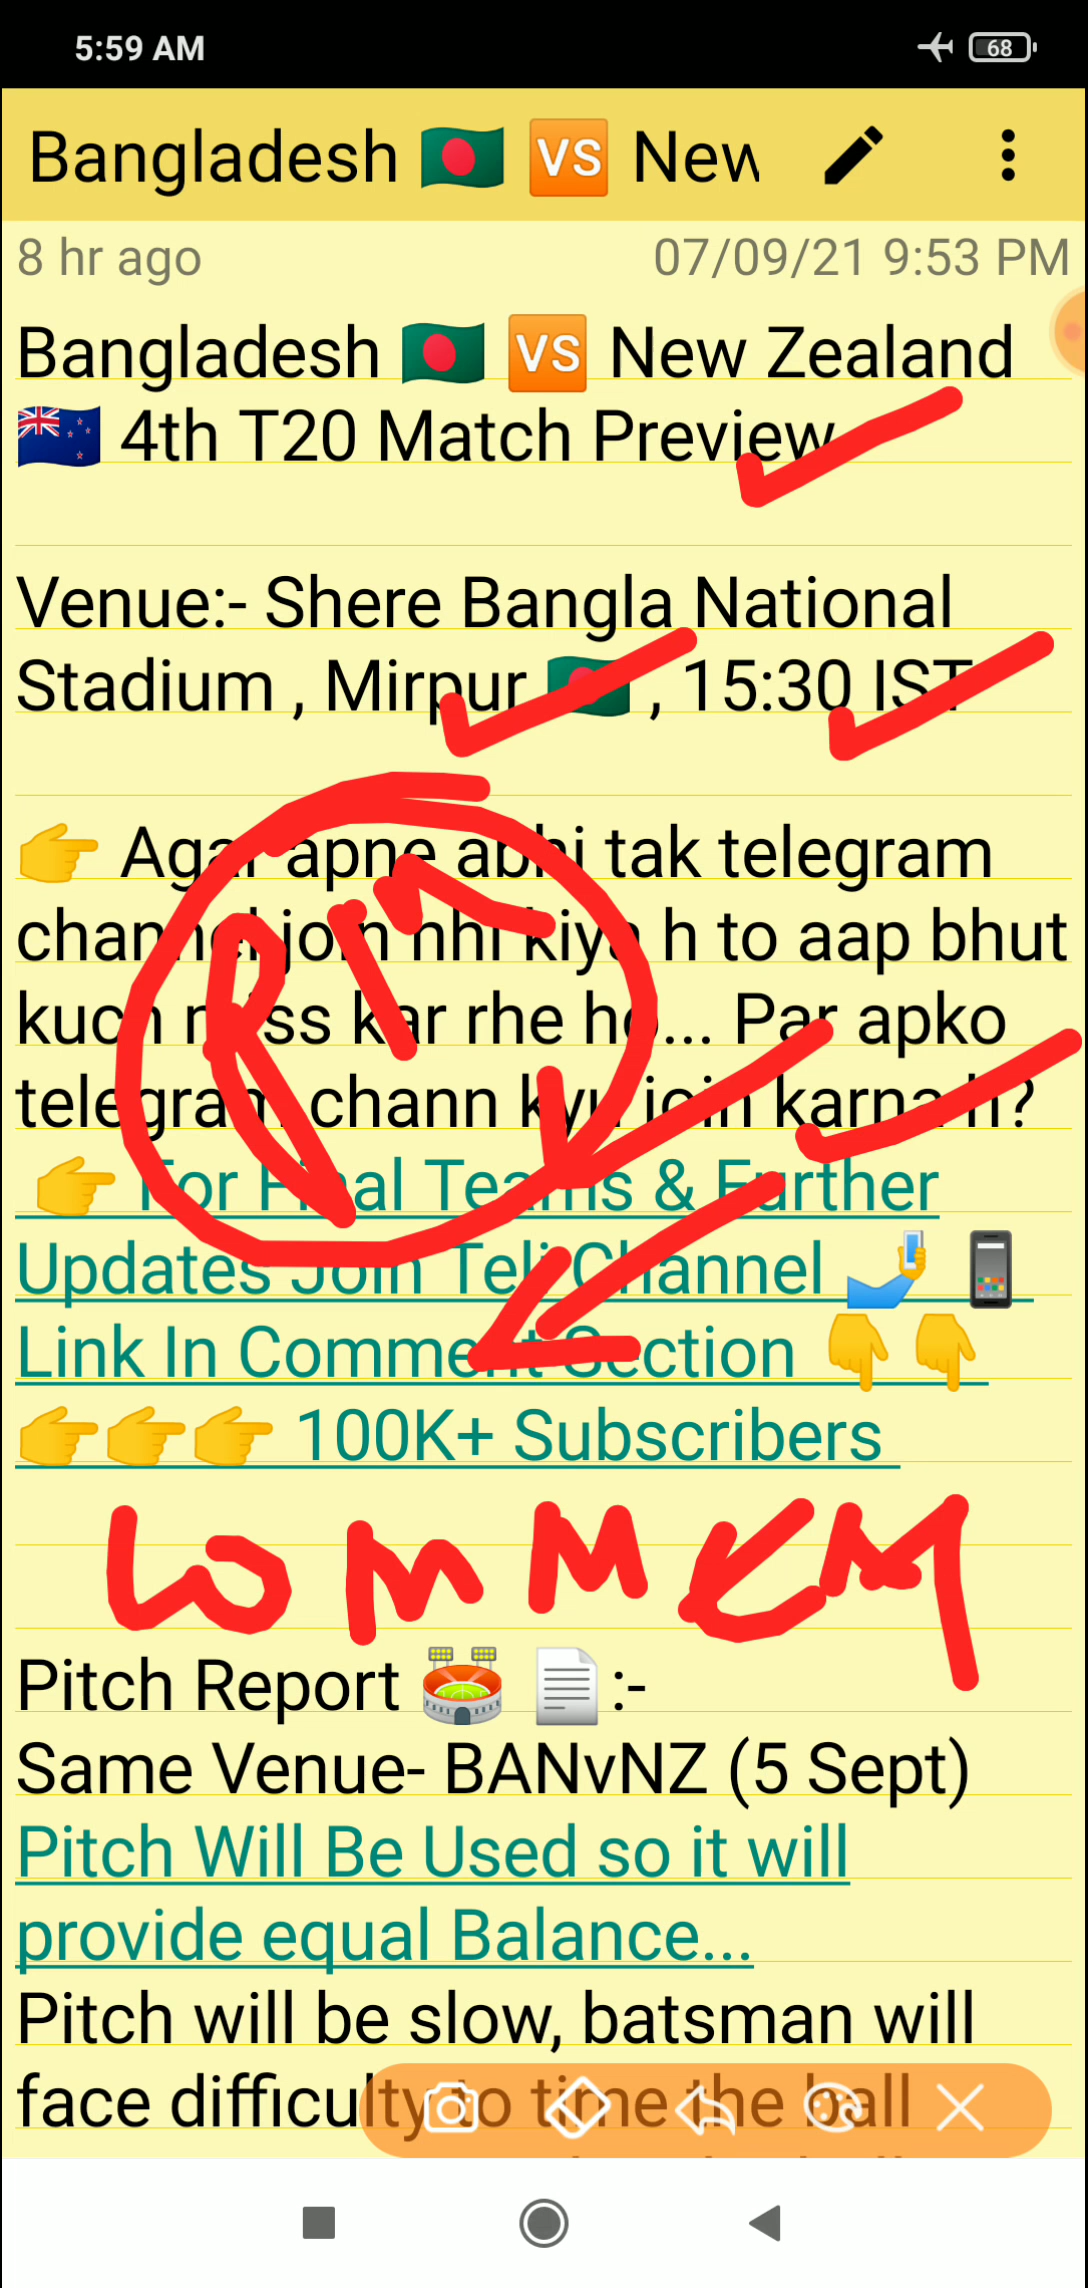 5:59 AM 68
Bangladesh 🇧🇩 🆚 New
8 hr ago 07/09/21 9:53 PM
Bangladesh 🇧🇩 🆚 New Zealand
🇳🇿 4th T20 Match Preview
Venue:- Shere Bangla National
Stadium , Mirpur 🇧🇩 , 15:30 IST
👉 Agar apne abhi tak telegram
channel join nhi kiya h to aap bhut
kuch miss kar rhe ho... Par apko
telegram chann kyu join karna h?
👉 For Final Teams & Further
Updates Join Teli Channel 🤳 📱
Link In Comment Section 👇👇
👉👉👉 100K+ Subscribers
Pitch Report 🏟 📄:-
Same Venue- BANvNZ (5 Sept)
Pitch Will Be Used so it will
provide equal Balance...
Pitch will be slow, batsman will
face difficulty to time the ball